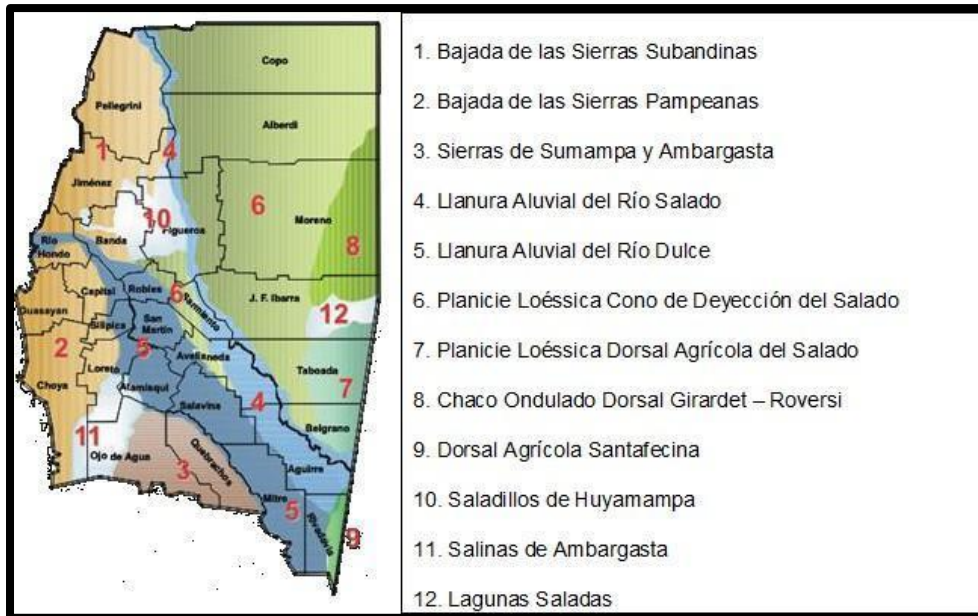 Copo
Pellegrini
Alberdi
1
4
Jiménez
10
6
Moreno
Figueroa
Banda
8
Río
Hondo
Robles
6
Capital
Sarmiento
J. F. Ibarra
12
Guasayan
Silipica
San
Martín
2
5
Avellaneda
Loreto
Taboada
7
Choya
Atamisqui
Salavina
4
Belgrano
11
Ojo de Agua
Quebrachos
3
Aguirre
Mitre
5
Rivadavia
9
1. Bajada de las Sierras Subandinas
2. Bajada de las Sierras Pampeanas
3. Sierras de Sumampa y Ambargasta
4. Llanura Aluvial del Río Salado
5. Llanura Aluvial del Río Dulce
6. Planicie Loéssica Cono de Deyección del Salado
7. Planicie Loéssica Dorsal Agrícola del Salado
8. Chaco Ondulado Dorsal Girardet – Roversi
9. Dorsal Agrícola Santafecina
10. Saladillos de Huyamampa
11. Salinas de Ambargasta
12. Lagunas Saladas